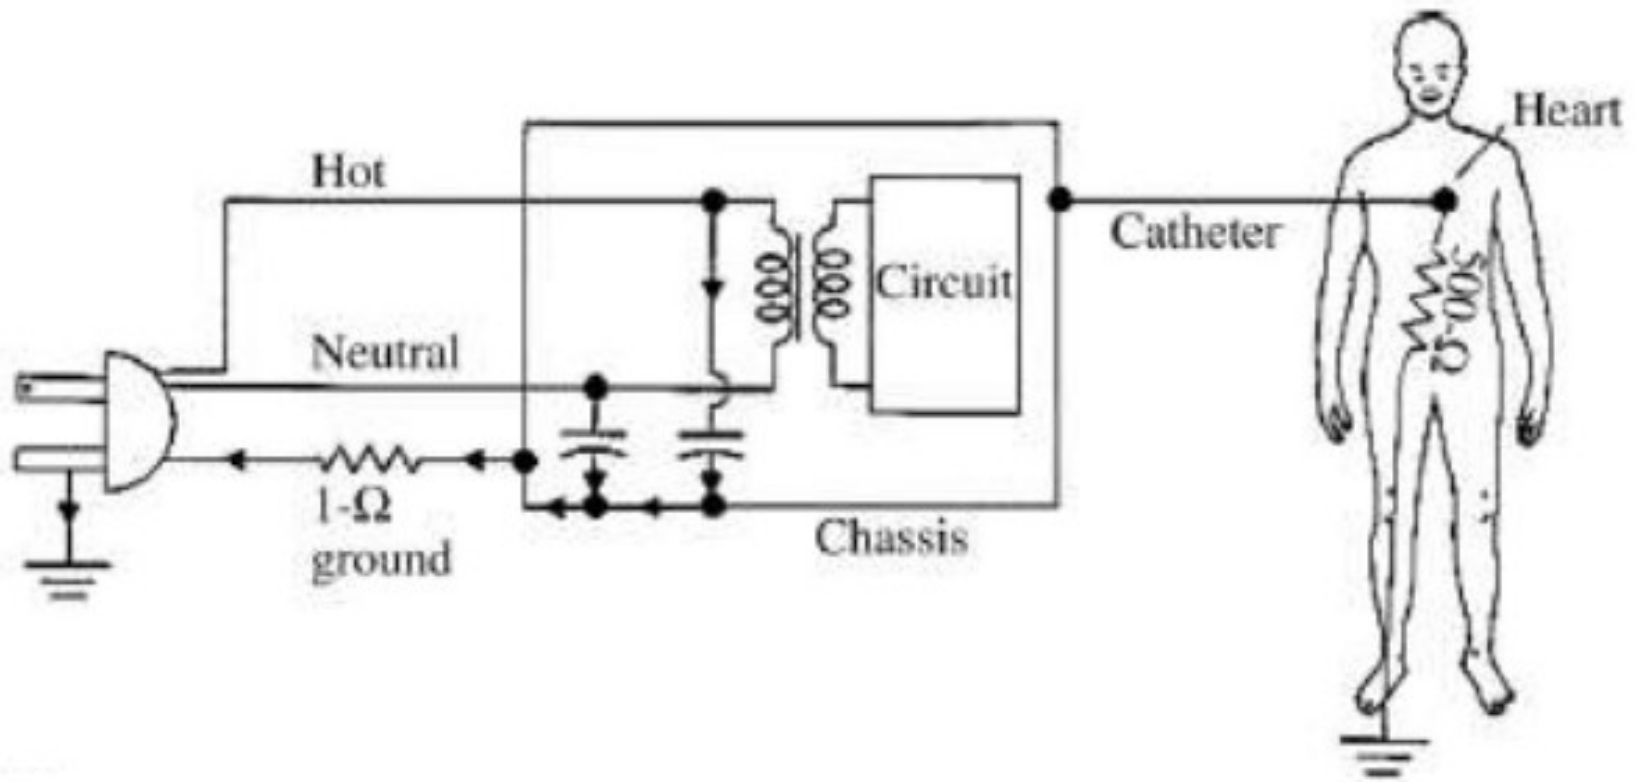 Heart
Hot
Catheter
Circuit
500-Ω
Neutral
1-Ω
ground
Chassis